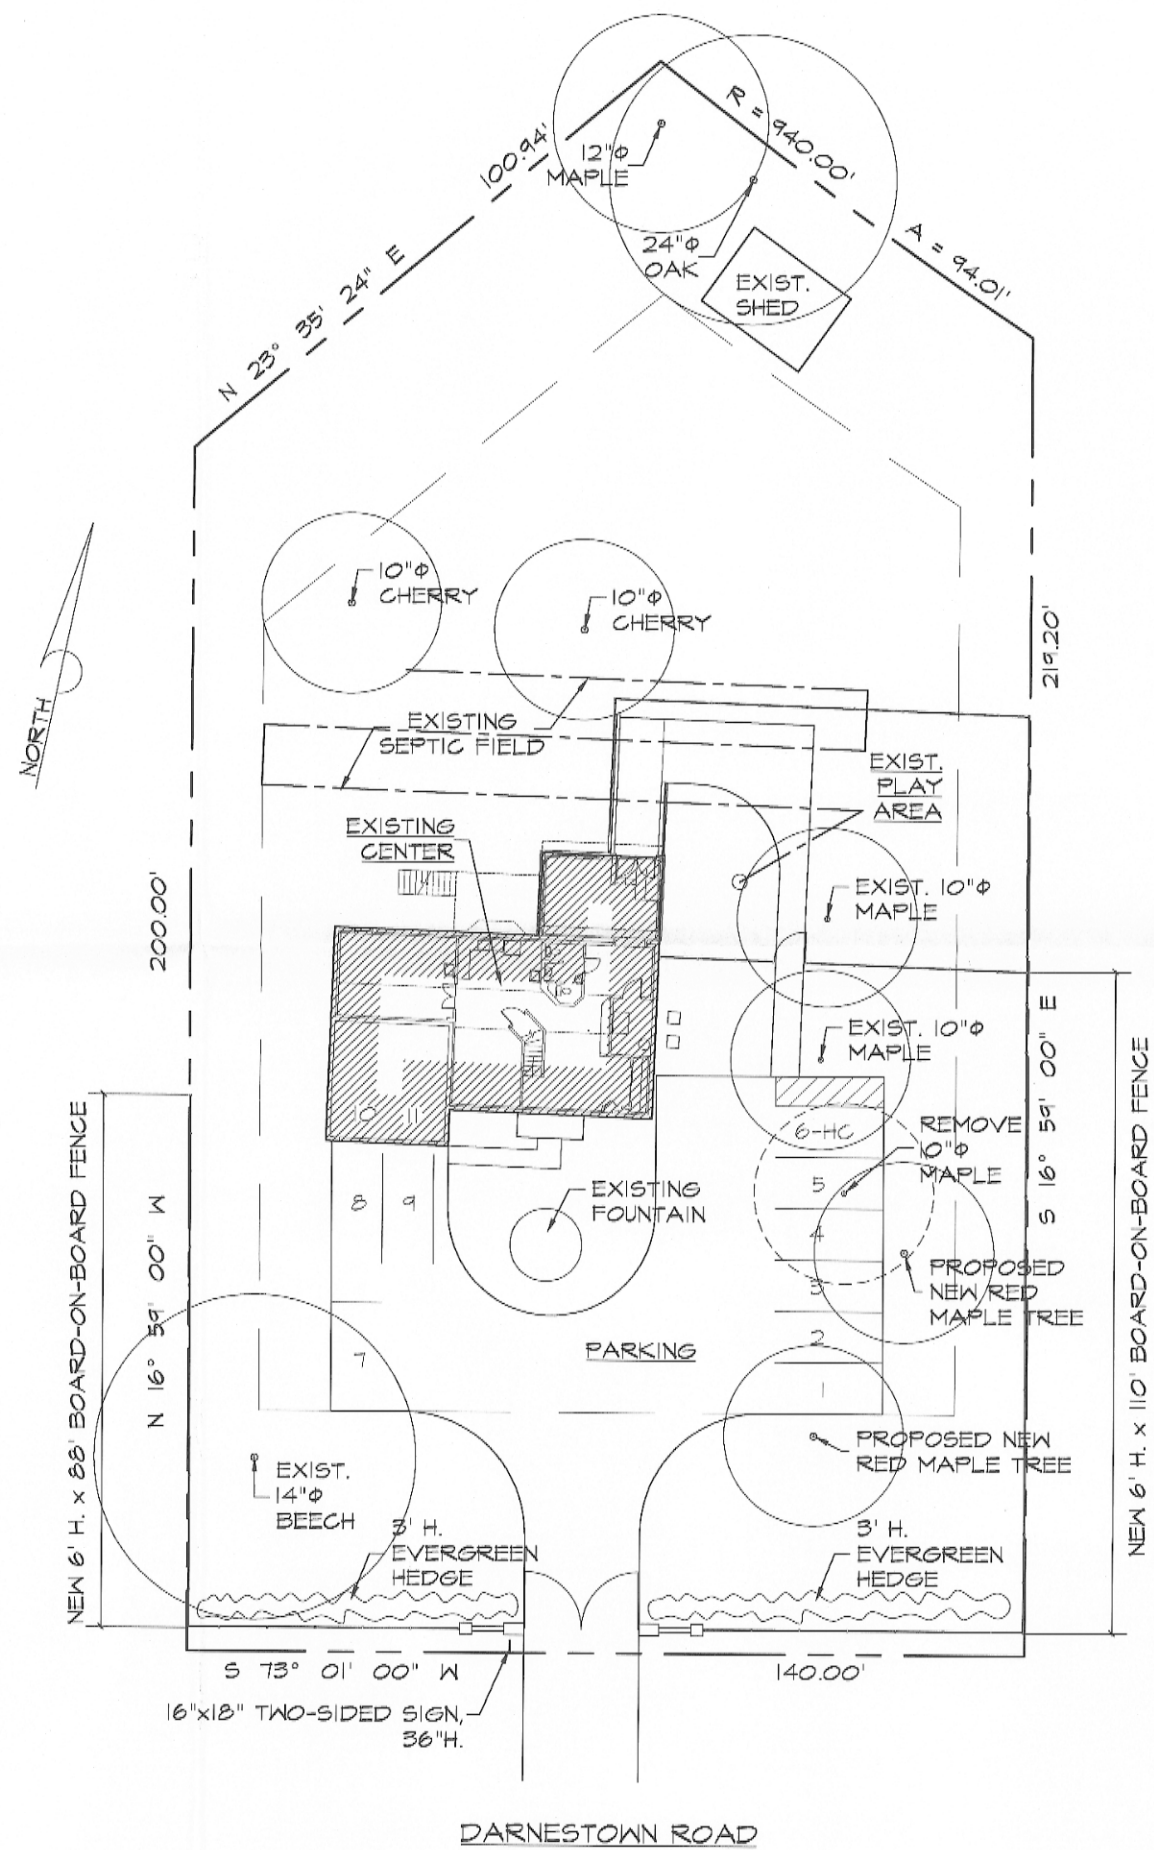 R = 940.00'
100.94'
12"Φ
MAPLE
A = 94.01'
24"Φ
OAK
EXIST.
SHED
N 23° 35' 24" E
10"Φ
CHERRY
10"Φ
CHERRY
219.20'
NORTH
EXISTING
SEPTIC FIELD
EXIST.
PLAY
AREA
EXISTING
CENTER
200.00'
EXIST. 10"Φ
MAPLE
EXIST. 10"Φ
MAPLE
S 16° 59' 00" E
NEW 6' H. x 110' BOARD-ON-BOARD FENCE
NEW 6' H. x 88' BOARD-ON-BOARD FENCE
N 16° 59' 00" W
10 11
6-HC
REMOVE
10"Φ
MAPLE
8 9
5
EXISTING
FOUNTAIN
4
PROPOSED
NEW RED
MAPLE TREE
3
2
PARKING
7
1
PROPOSED NEW
RED MAPLE TREE
EXIST.
14"Φ
BEECH
3' H.
EVERGREEN
HEDGE
3' H.
EVERGREEN
HEDGE
S 73° 01' 00" W
140.00'
16"x18" TWO-SIDED SIGN,
36"H.
DARNESTOWN ROAD